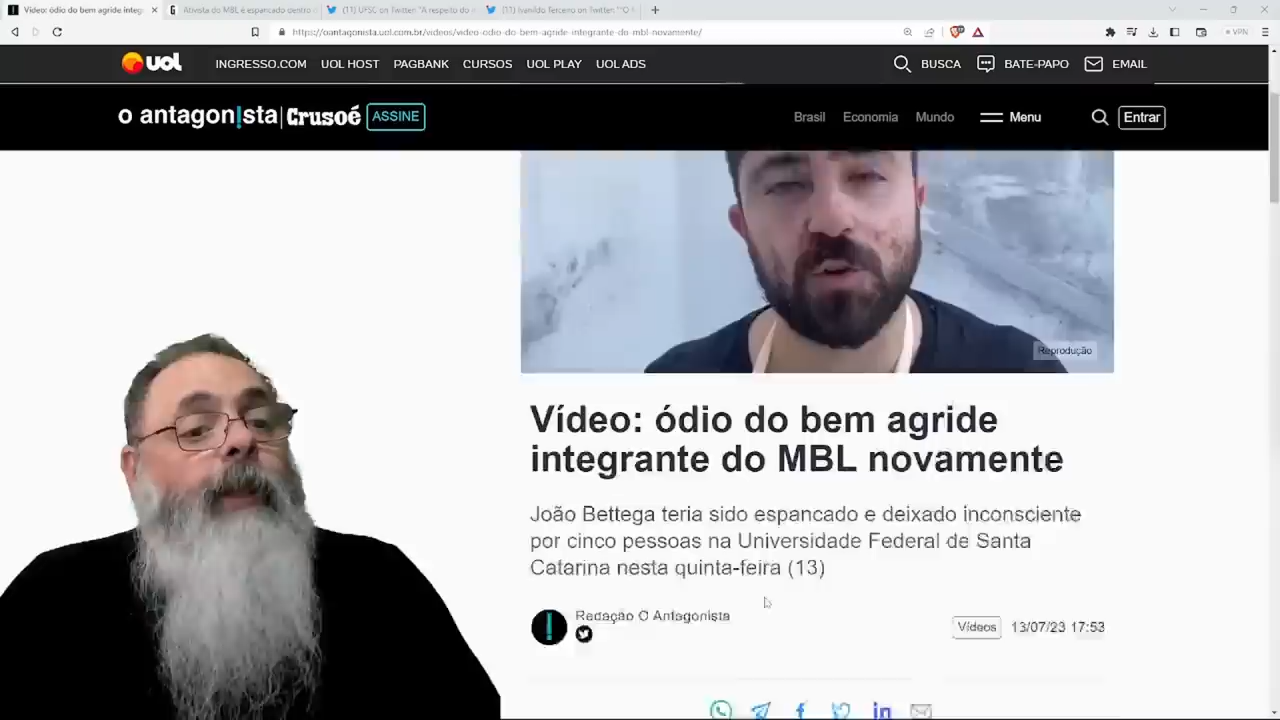 Vídeo: ódio do bem agride integ
Ativista do MBL é espancado dentro
(11) UFSC on Twitter: "A respeito do
(11) Ivanildo Terceiro on Twitter: "'O
https://oantagonista.uol.com.br/videos/video-odio-do-bem-agride-integrante-do-mbl-novamente/
VPN
uol INGRESSO.COM UOL HOST PAGBANK CURSOS UOL PLAY UOL ADS BUSCA BATE-PAPO EMAIL
o antagon!sta | Crusoé ASSINE Brasil Economia Mundo Menu Entrar
Reprodução
Vídeo: ódio do bem agride
integrante do MBL novamente
João Bettega teria sido espancado e deixado inconsciente
por cinco pessoas na Universidade Federal de Santa
Catarina nesta quinta-feira (13)
Redação O Antagonista
Vídeos 13/07/23 17:53